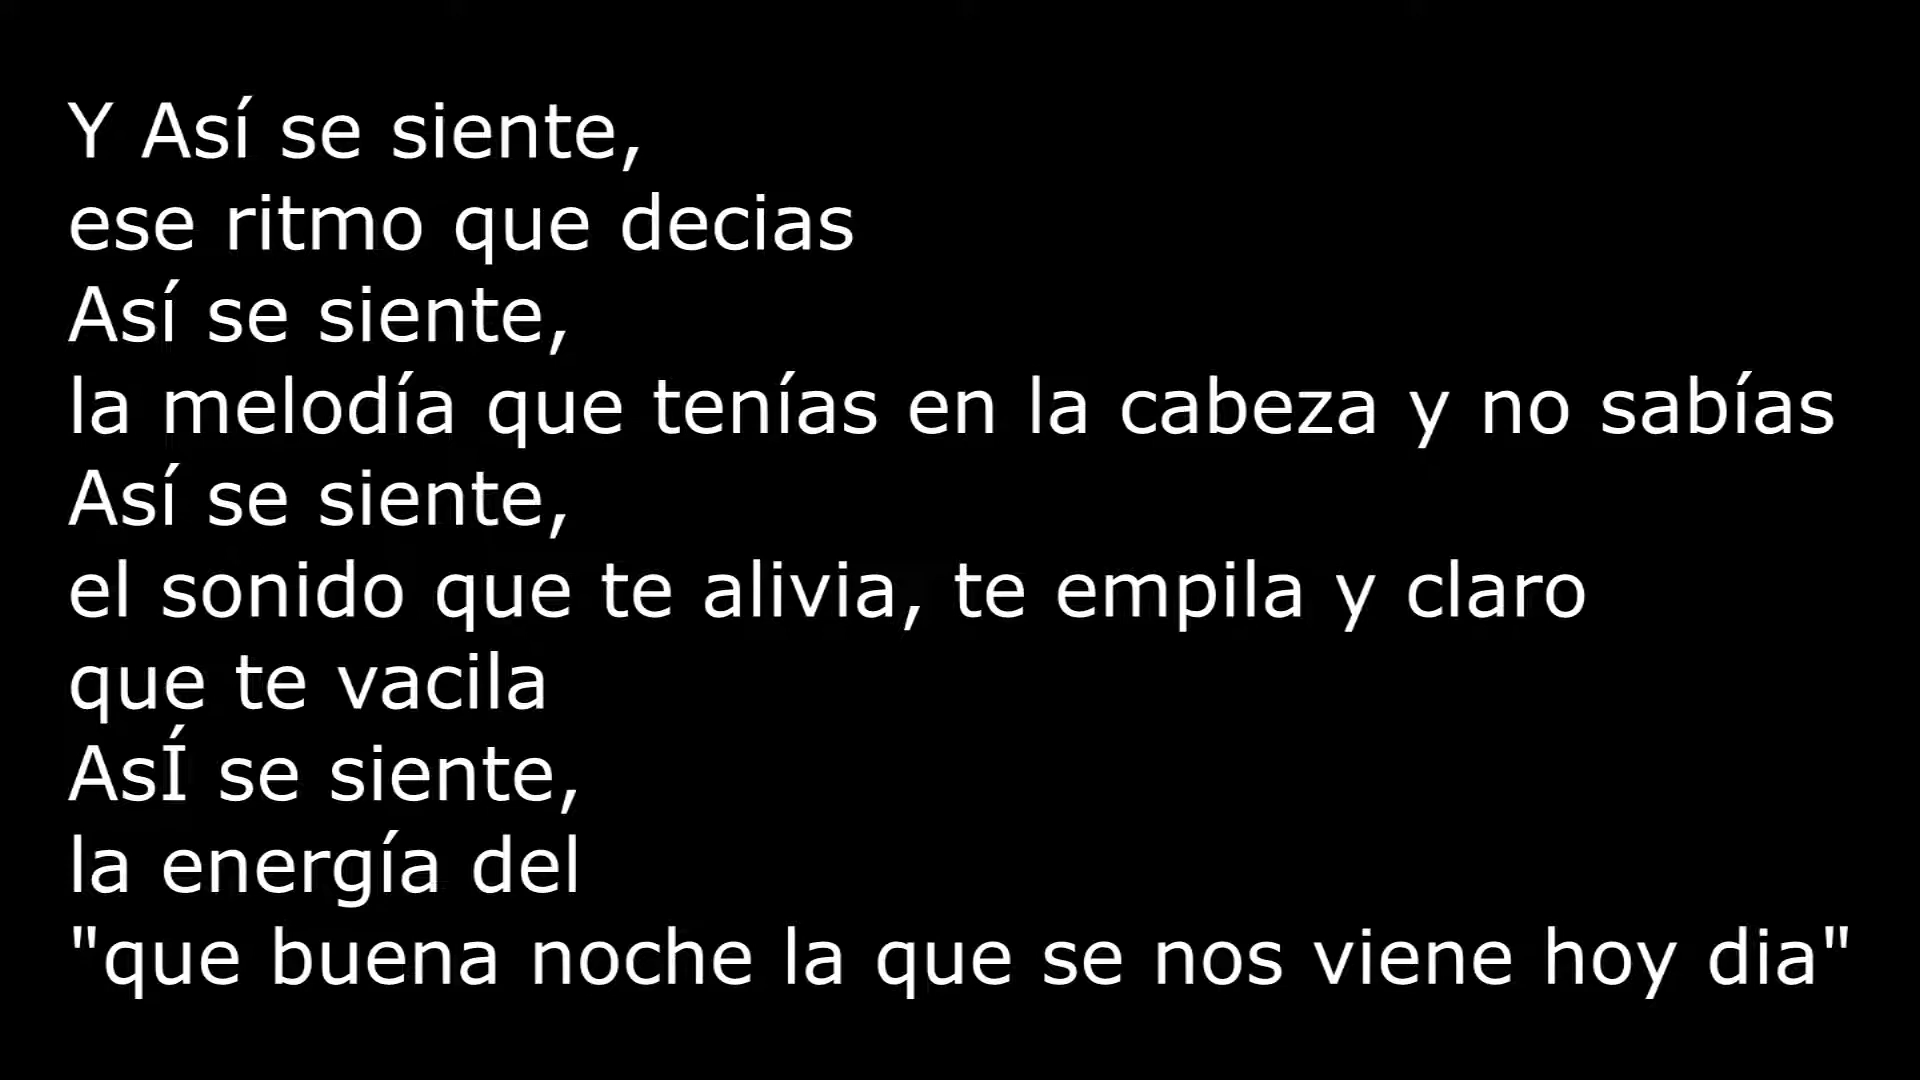 Y Así se siente,
ese ritmo que decias
Así se siente,
la melodía que tenías en la cabeza y no sabías
Así se siente,
el sonido que te alivia, te empila y claro
que te vacila
AsÍ se siente,
la energía del
"que buena noche la que se nos viene hoy dia"